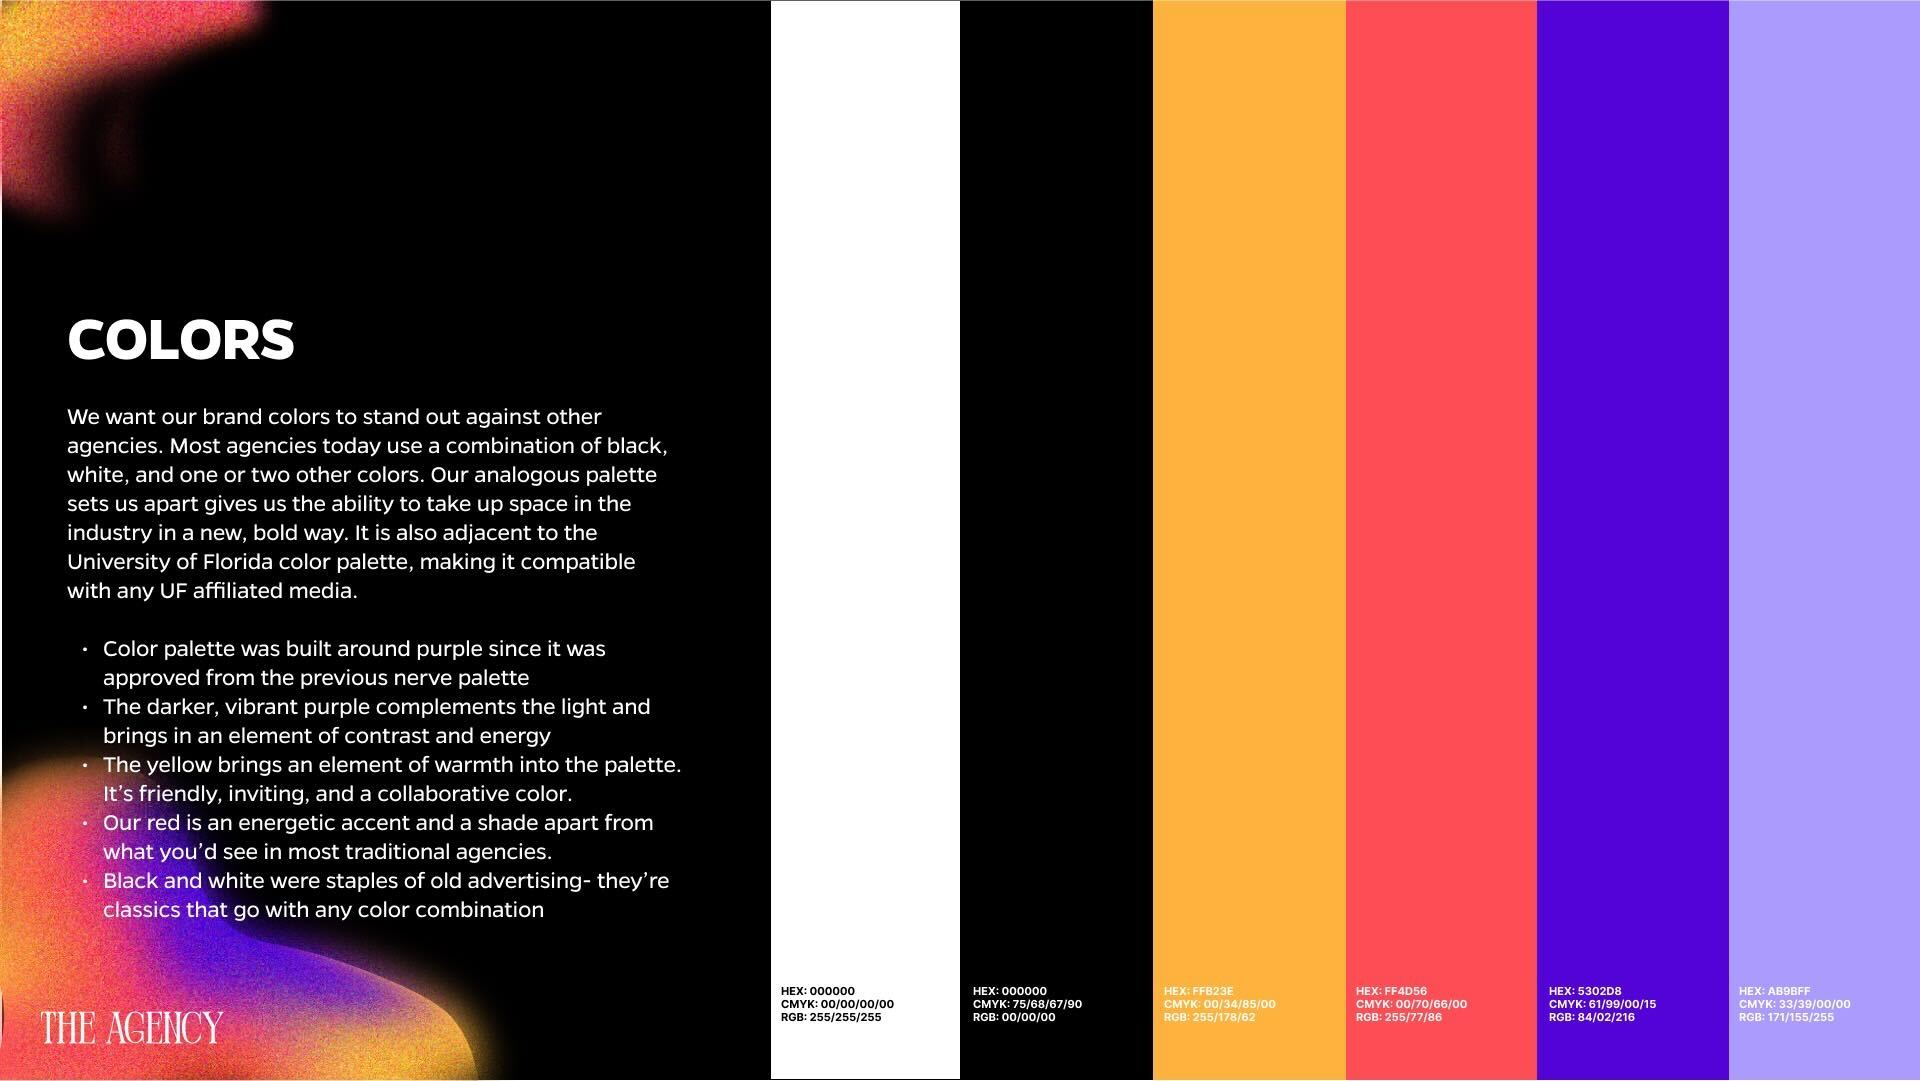 COLORS
We want our brand colors to stand out against other
agencies. Most agencies today use a combination of black,
white, and one or two other colors. Our analogous palette
sets us apart gives us the ability to take up space in the
industry in a new, bold way. It is also adjacent to the
University of Florida color palette, making it compatible
with any UF affiliated media.
• Color palette was built around purple since it was
approved from the previous nerve palette
• The darker, vibrant purple complements the light and
brings in an element of contrast and energy
• The yellow brings an element of warmth into the palette.
It’s friendly, inviting, and a collaborative color.
• Our red is an energetic accent and a shade apart from
what you’d see in most traditional agencies.
• Black and white were staples of old advertising- they’re
classics that go with any color combination
THE AGENCY
HEX: 000000
CMYK: 00/00/00/00
RGB: 255/255/255
HEX: 000000
CMYK: 75/68/67/90
RGB: 00/00/00
HEX: FFB23E
CMYK: 00/34/85/00
RGB: 255/178/62
HEX: FF4D56
CMYK: 00/70/66/00
RGB: 255/77/86
HEX: 5302D8
CMYK: 61/99/00/15
RGB: 84/02/216
HEX: AB9BFF
CMYK: 33/39/00/00
RGB: 171/155/255